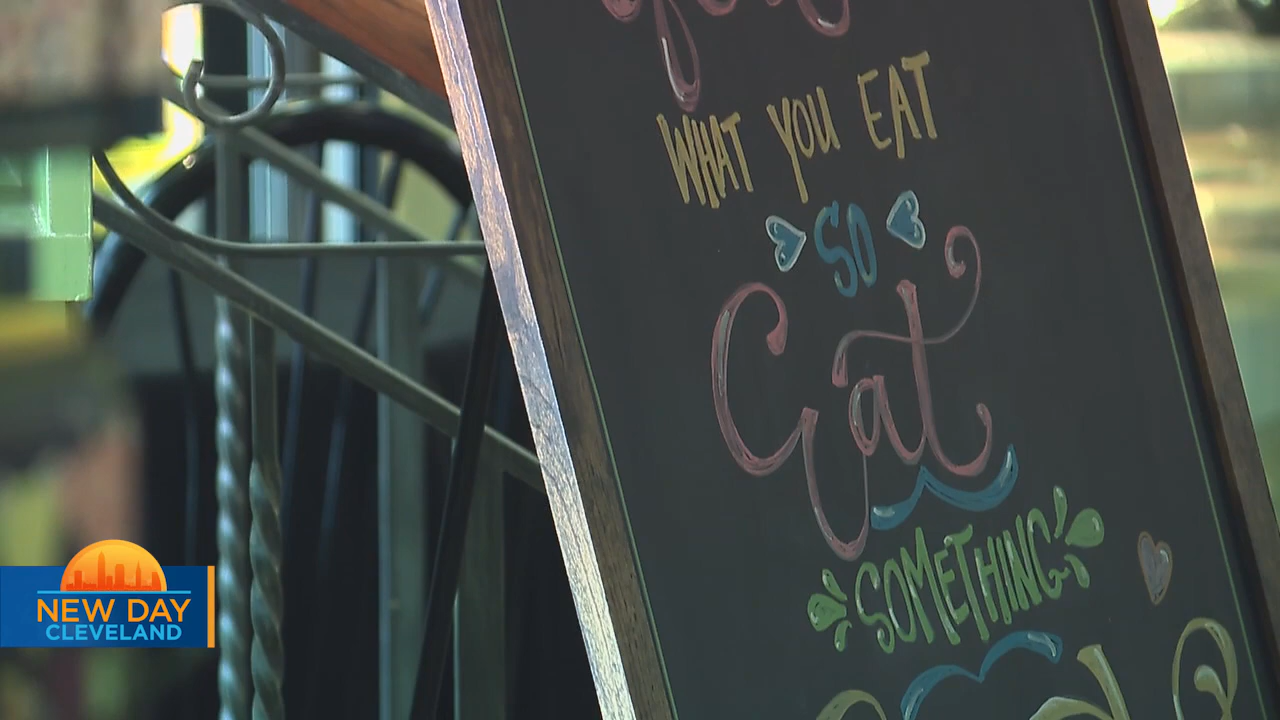 WHAT YOU EAT
SO
Eat
SOMETHING
NEW DAY
CLEVELAND